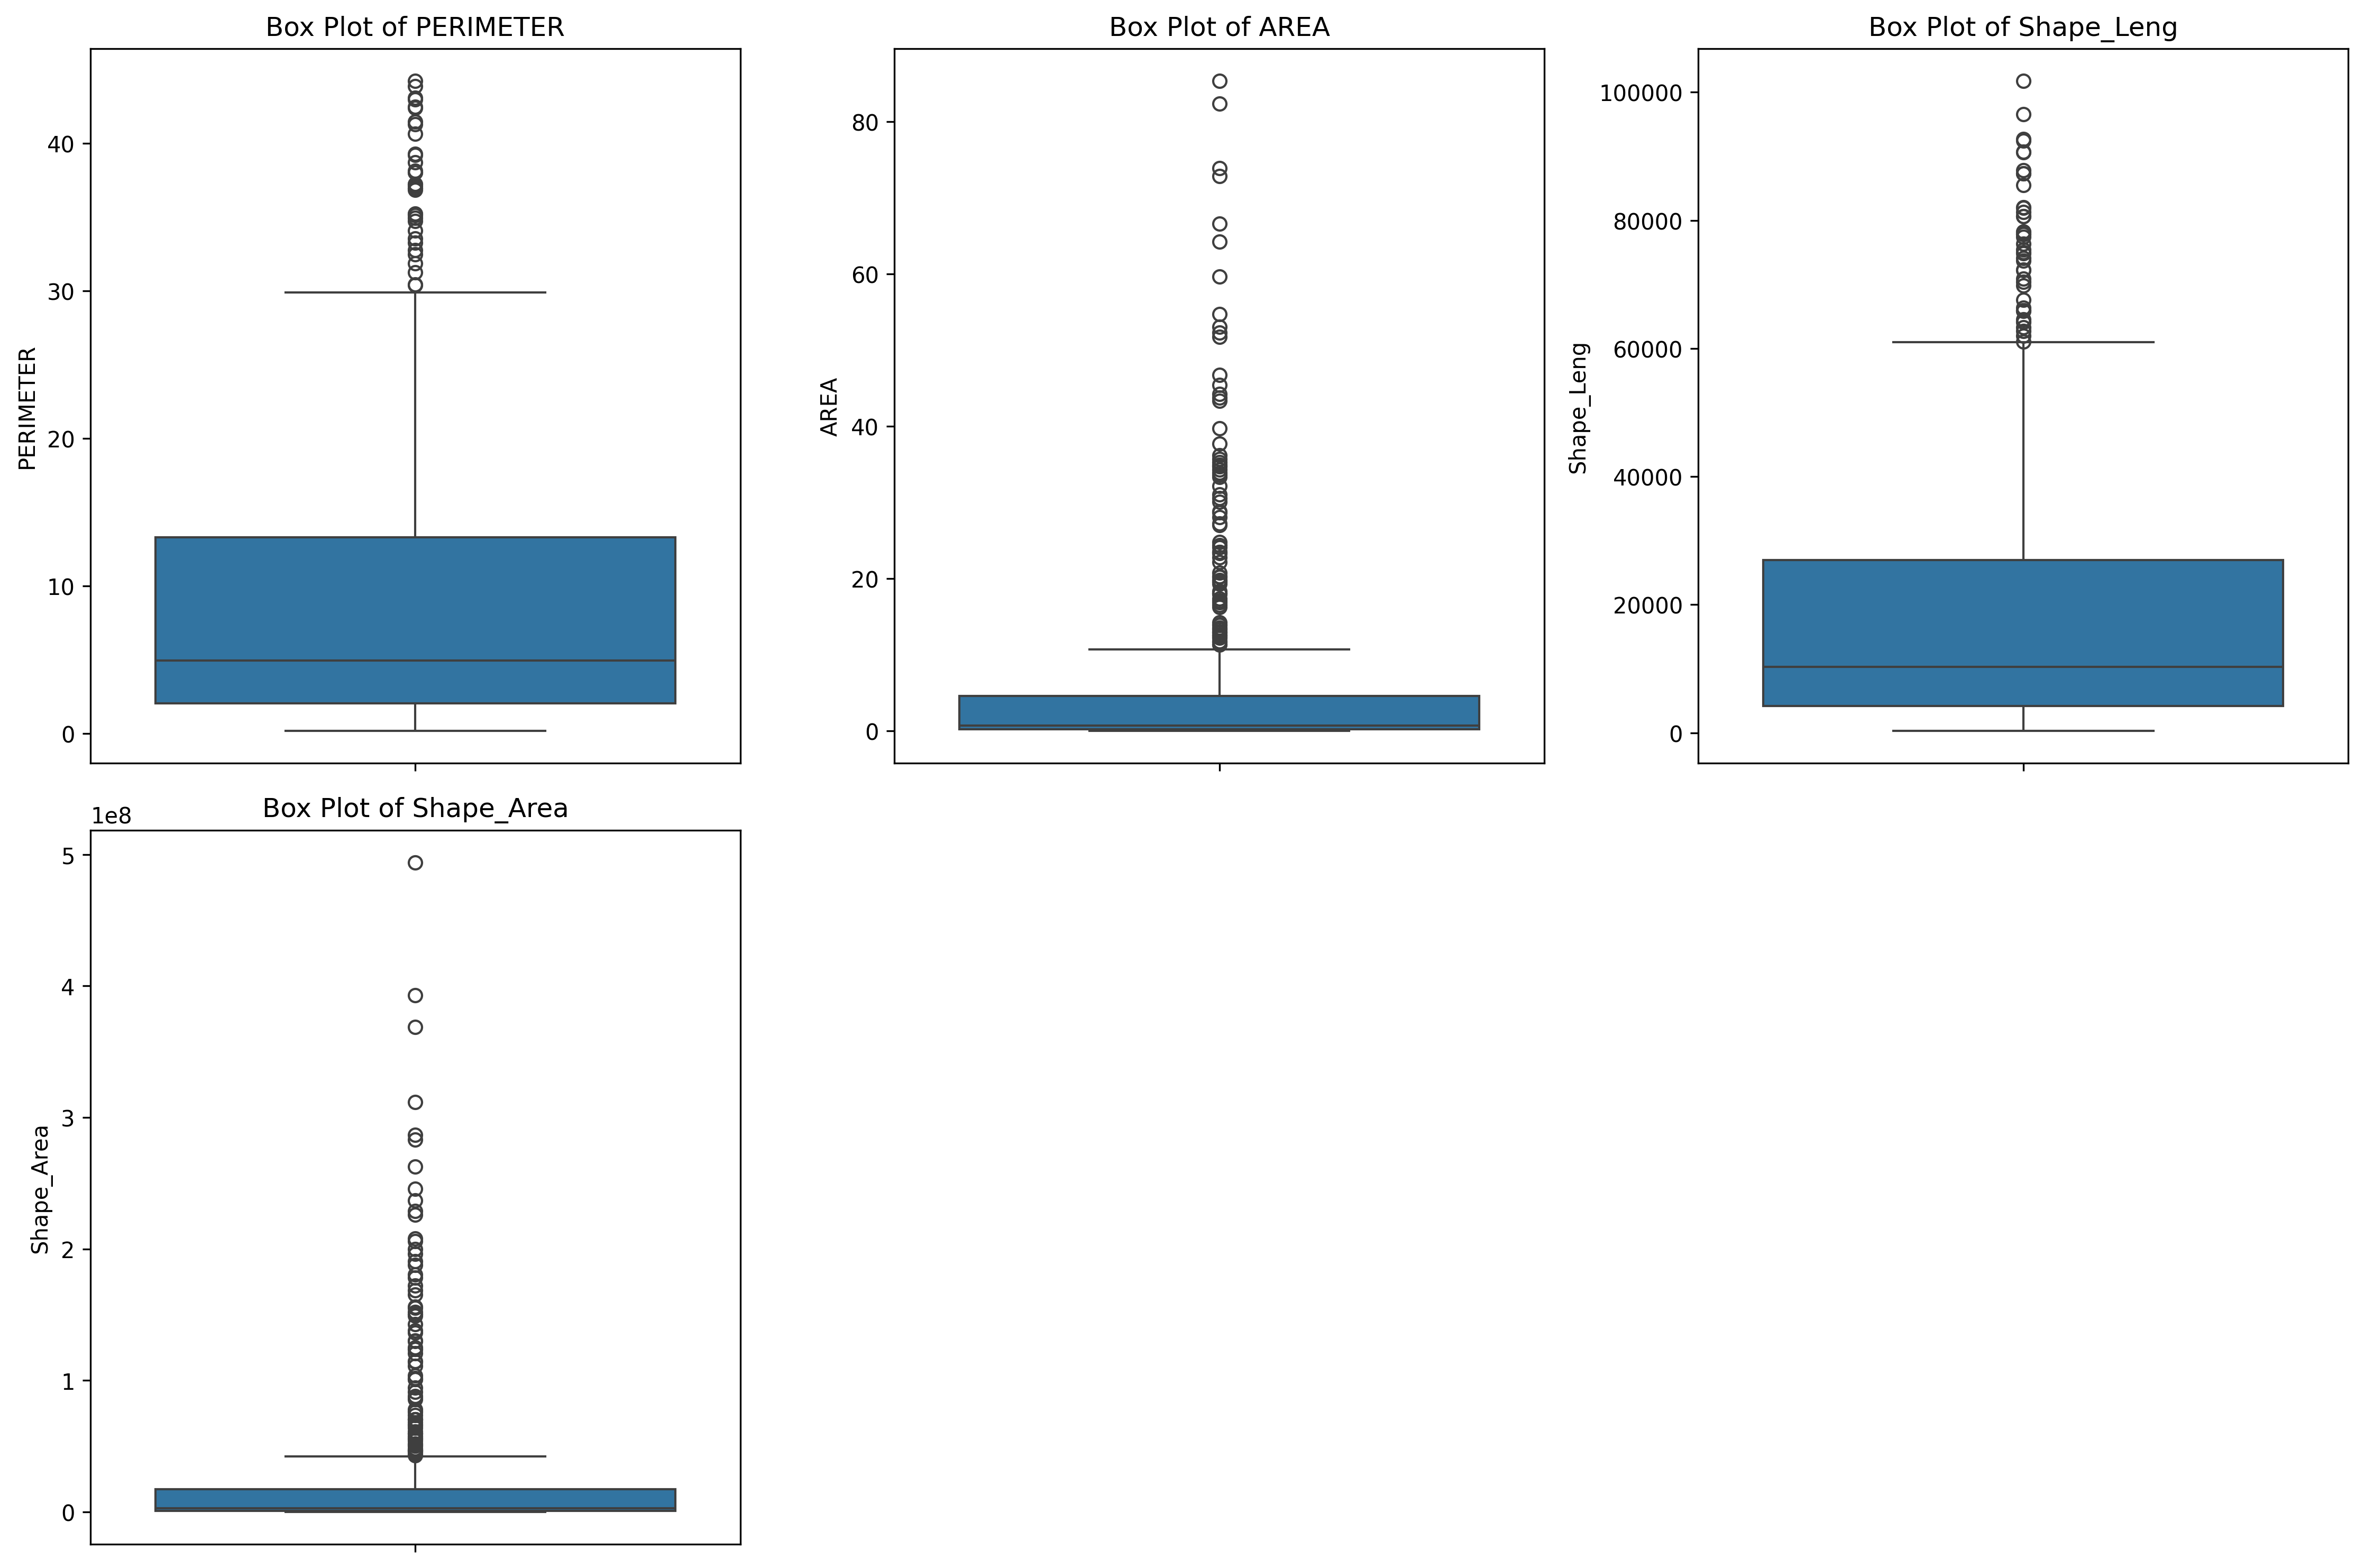 Box Plot of PERIMETER
PERIMETER
40
30
20
10
0
Box Plot of AREA
AREA
80
60
40
20
0
Box Plot of Shape_Leng
Shape_Leng
100000
80000
60000
40000
20000
0
Box Plot of Shape_Area
1e8
Shape_Area
5
4
3
2
1
0